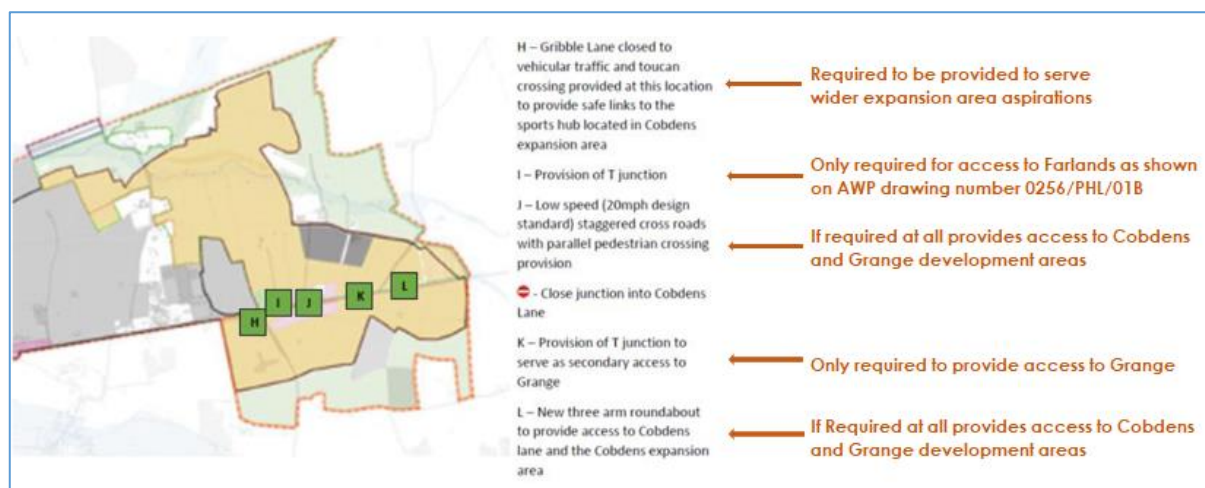 H – Gribble Lane closed to
vehicular traffic and toucan
crossing provided at this location
to provide safe links to the
sports hub located in Cobdens
expansion area
Required to be provided to serve
wider expansion area aspirations
I – Provision of T junction
Only required for access to Farlands as shown
on AWP drawing number 0256/PHL/01B
J – Low speed (20mph design
standard) staggered cross roads
with parallel pedestrian crossing
provision
If required at all provides access to Cobdens
and Grange development areas
- Close junction into Cobdens
Lane
K – Provision of T junction to
serve as secondary access to
Grange
Only required to provide access to Grange
L – New three arm roundabout
to provide access to Cobdens
lane and the Cobdens expansion
area
If Required at all provides access to Cobdens
and Grange development areas
H
I
J
K
L